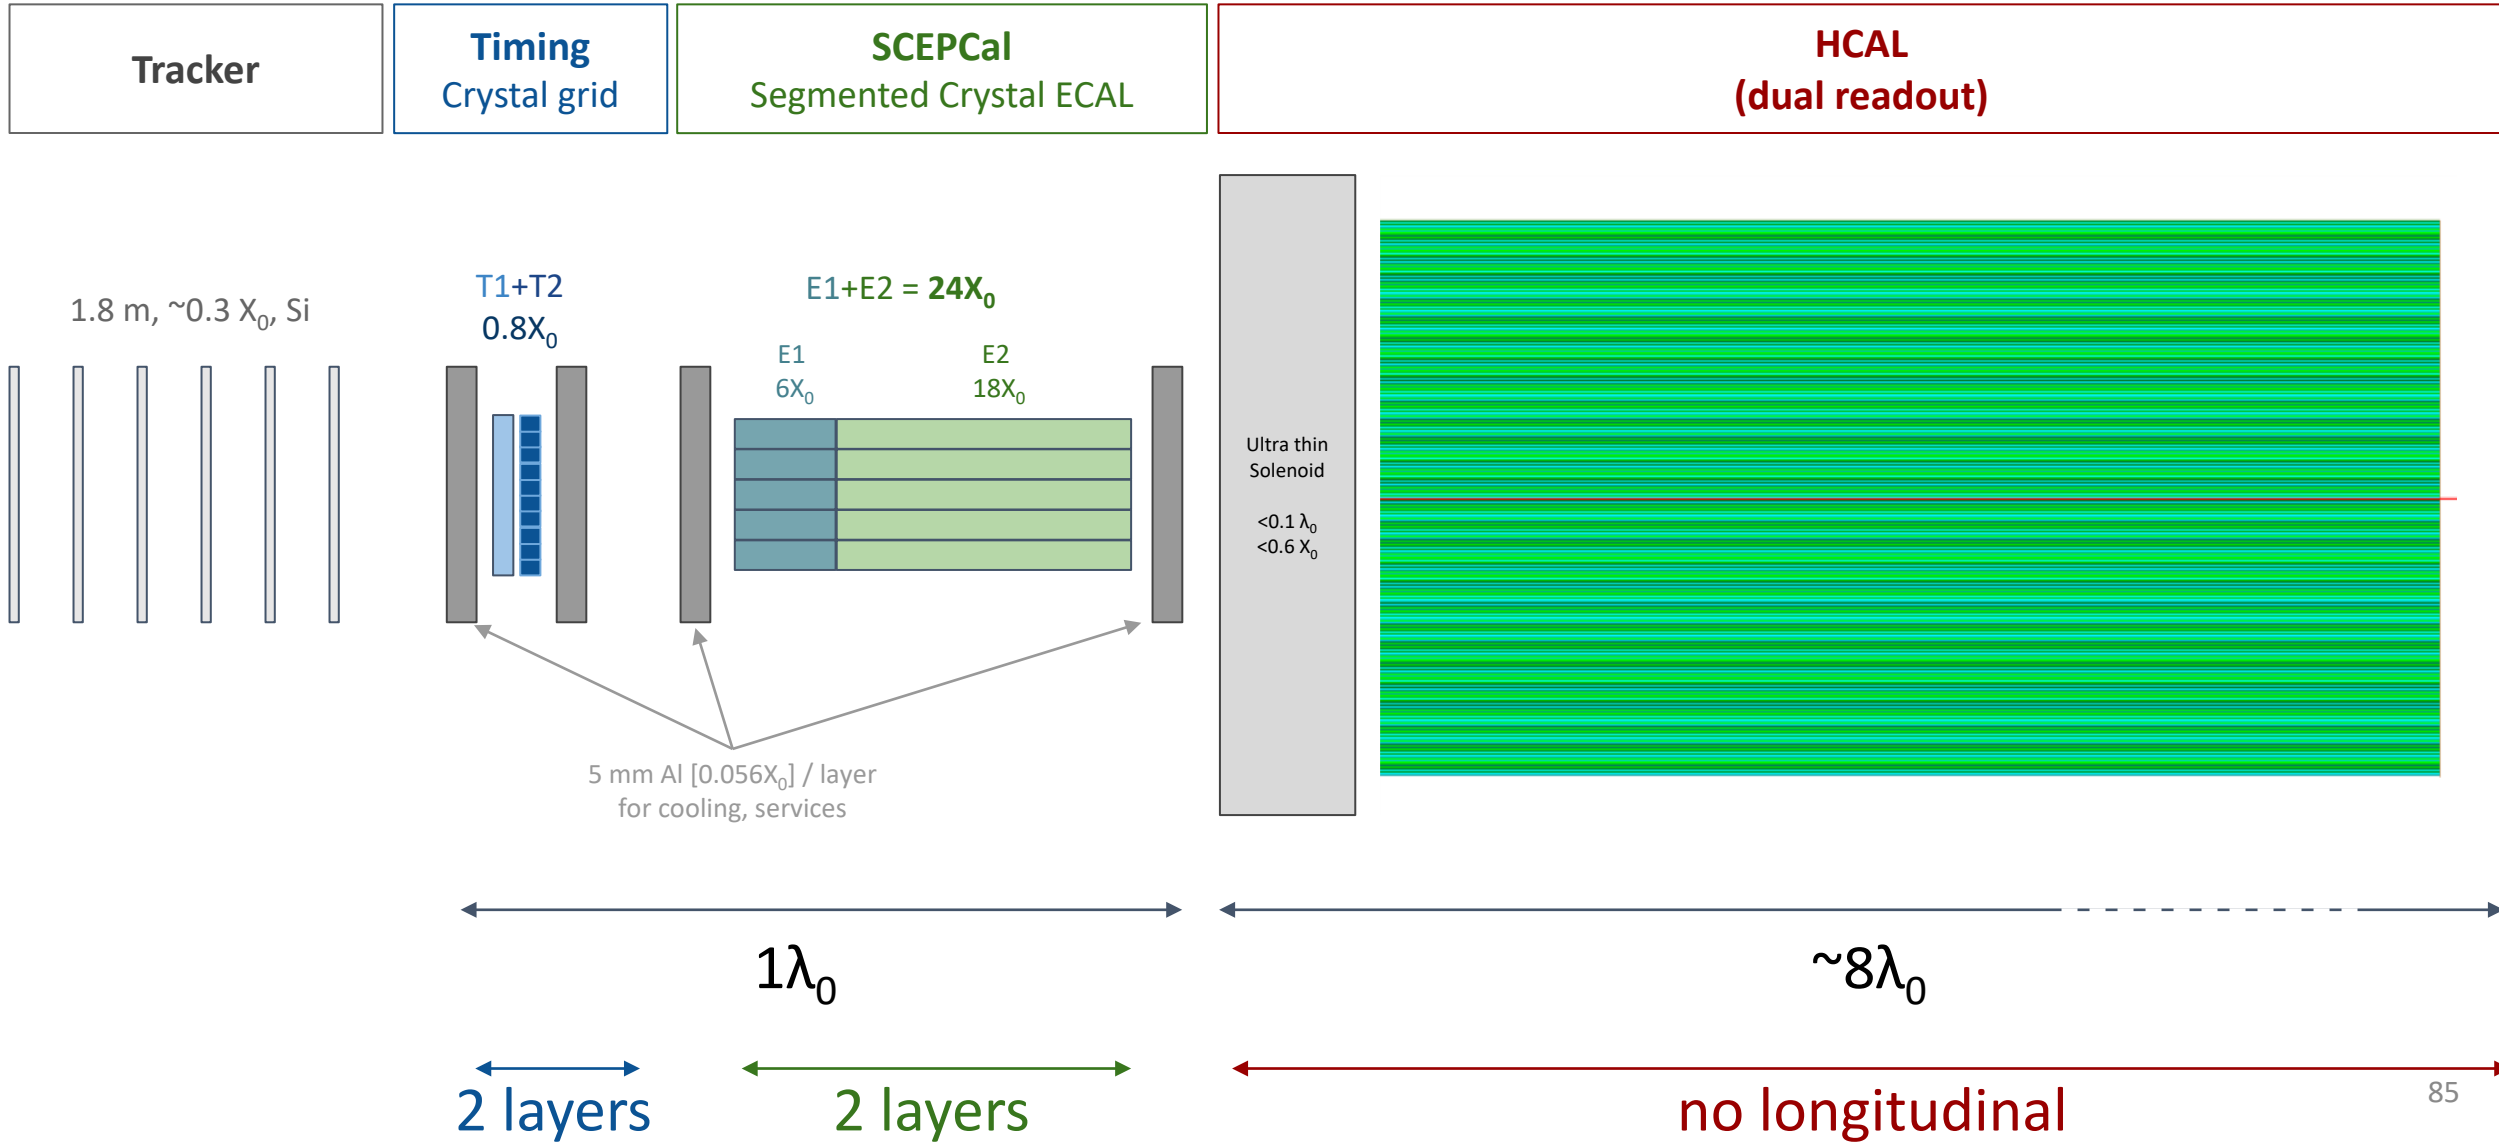 Tracker
Timing
Crystal grid
SCEPCal
Segmented Crystal ECAL
HCAL
(dual readout)
1.8 m, ~0.3 X₀, Si
T1+T2
0.8X₀
E1+E2 = 24X₀
E1
6X₀
E2
18X₀
Ultra thin
Solenoid
<0.1 λ₀
<0.6 X₀
5 mm Al [0.056X₀] / layer
for cooling, services
1λ₀
~8λ₀
2 layers
2 layers
no longitudinal
85